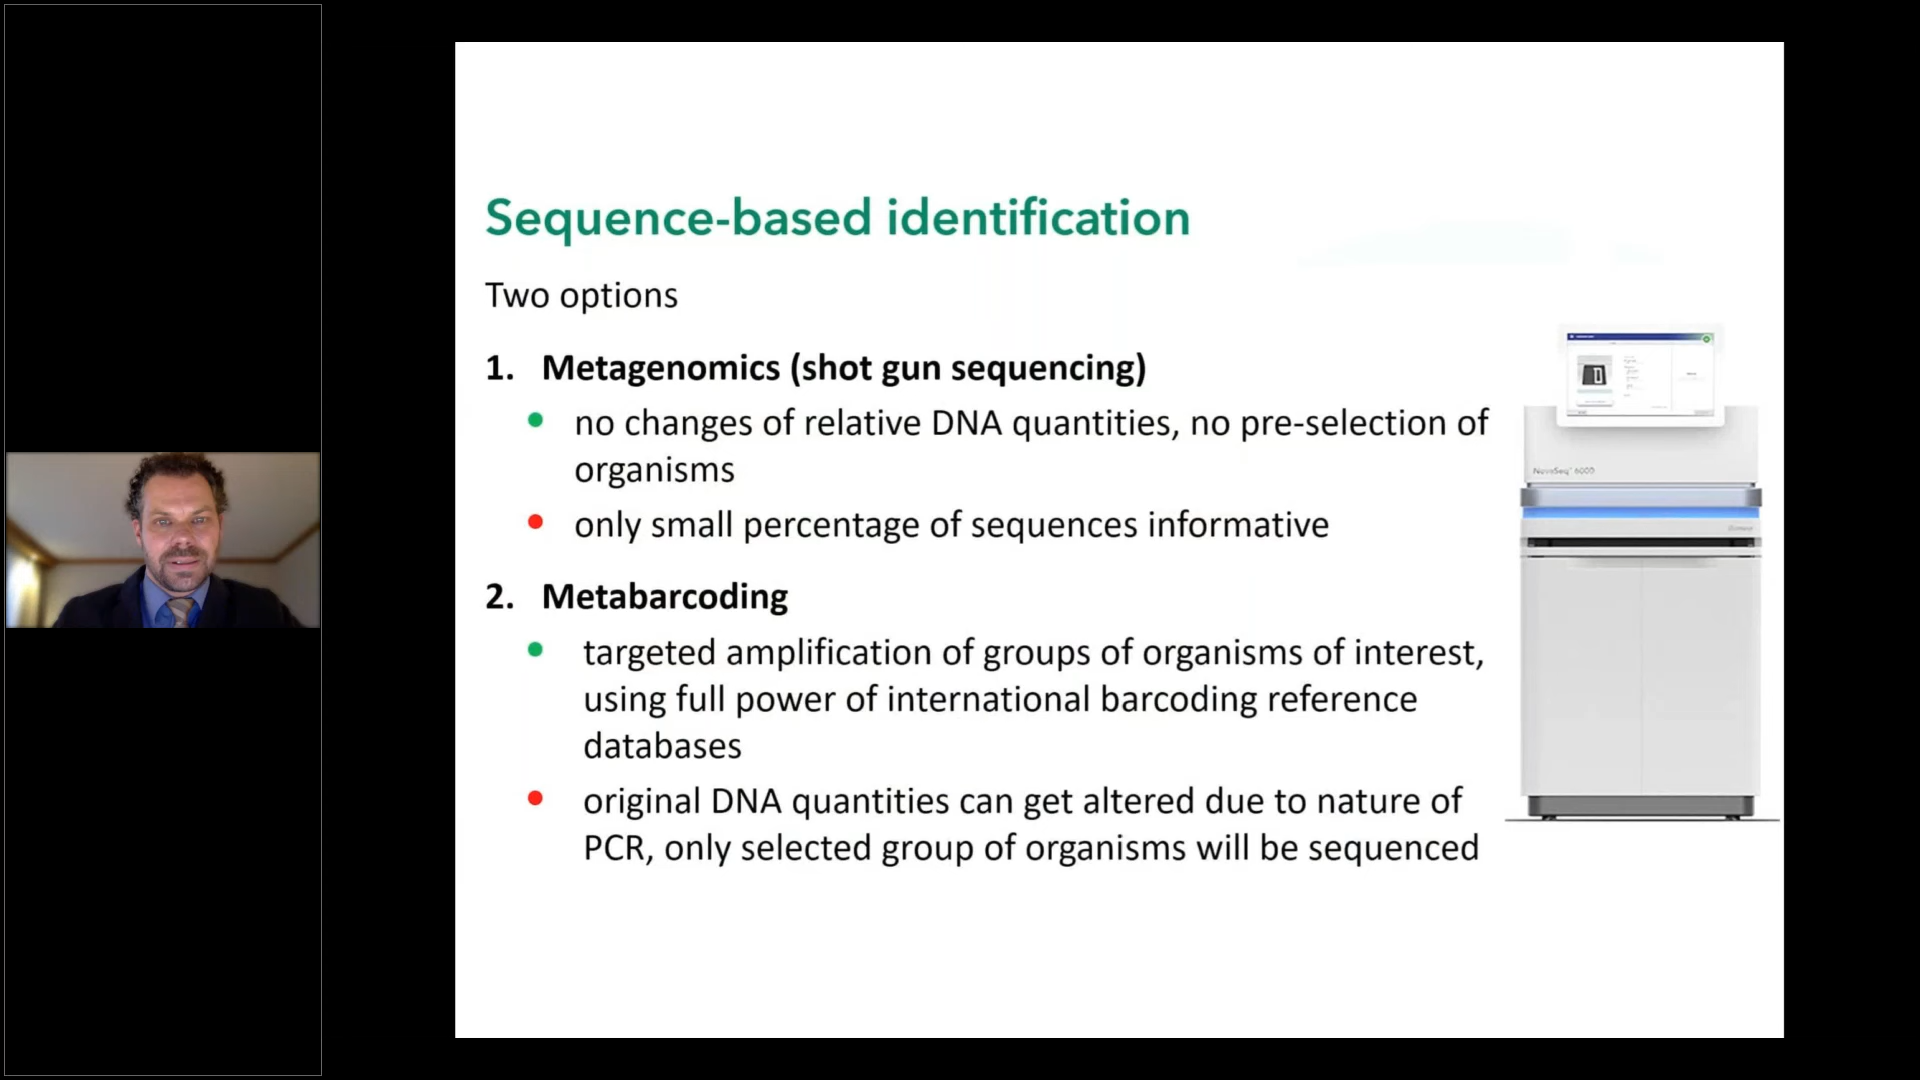 Sequence-based identification
Two options
1. Metagenomics (shot gun sequencing)
no changes of relative DNA quantities, no pre-selection of
organisms
only small percentage of sequences informative
2. Metabarcoding
targeted amplification of groups of organisms of interest,
using full power of international barcoding reference
databases
original DNA quantities can get altered due to nature of
PCR, only selected group of organisms will be sequenced
NovaSeq™ 6000